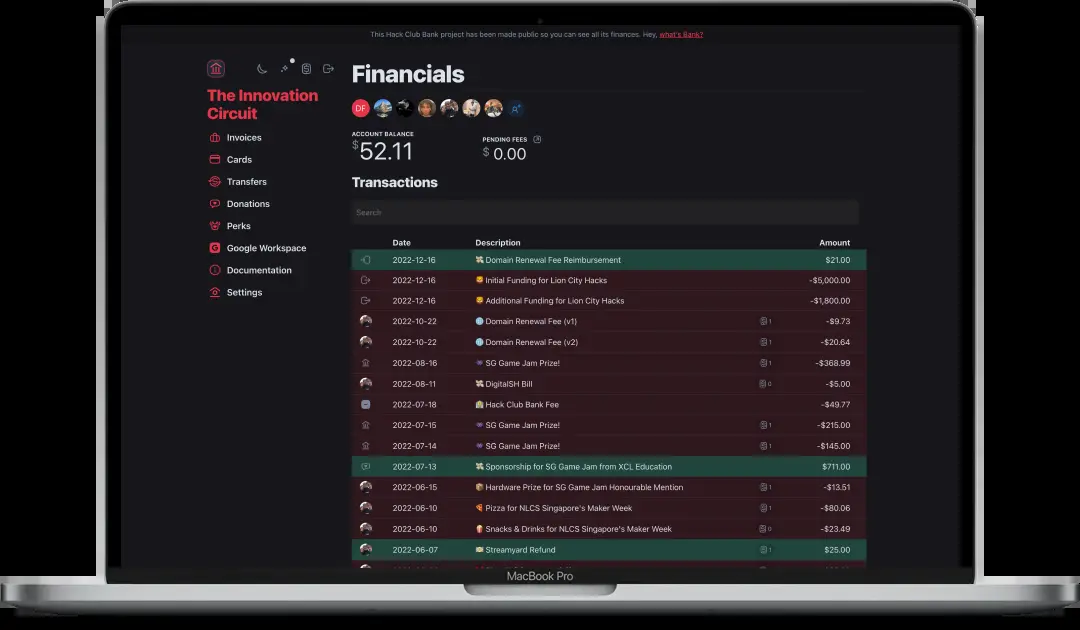 This Hack Club Bank project has been made public so you can see all its finances. Hey, what's Bank?
The Innovation
Circuit
Invoices
Cards
Transfers
Donations
Perks
Google Workspace
Documentation
Settings
Financials
DF
ACCOUNT BALANCE
$52.11
PENDING FEES
$0.00
Transactions
Search
Date Description Amount
2022-12-16 💸 Domain Renewal Fee Reimbursement $21.00
2022-12-16 🦁 Initial Funding for Lion City Hacks -$5,000.00
2022-12-16 🦁 Additional Funding for Lion City Hacks -$1,800.00
2022-10-22 🌐 Domain Renewal Fee (v1) 1 -$9.73
2022-10-22 🌐 Domain Renewal Fee (v2) 1 -$20.64
2022-08-16 👾 SG Game Jam Prize! 1 -$368.99
2022-08-11 💸 DigitalSH Bill 0 -$5.00
2022-07-18 🏦 Hack Club Bank Fee -$49.77
2022-07-15 👾 SG Game Jam Prize! 1 -$215.00
2022-07-14 👾 SG Game Jam Prize! 1 -$145.00
2022-07-13 💸 Sponsorship for SG Game Jam from XCL Education $711.00
2022-06-15 📦 Hardware Prize for SG Game Jam Honourable Mention 1 -$13.51
2022-06-10 🍕 Pizza for NLCS Singapore's Maker Week 1 -$80.06
2022-06-10 🍿 Snacks & Drinks for NLCS Singapore's Maker Week 0 -$23.49
2022-06-07 Streamyard Refund 1 $25.00
MacBook Pro